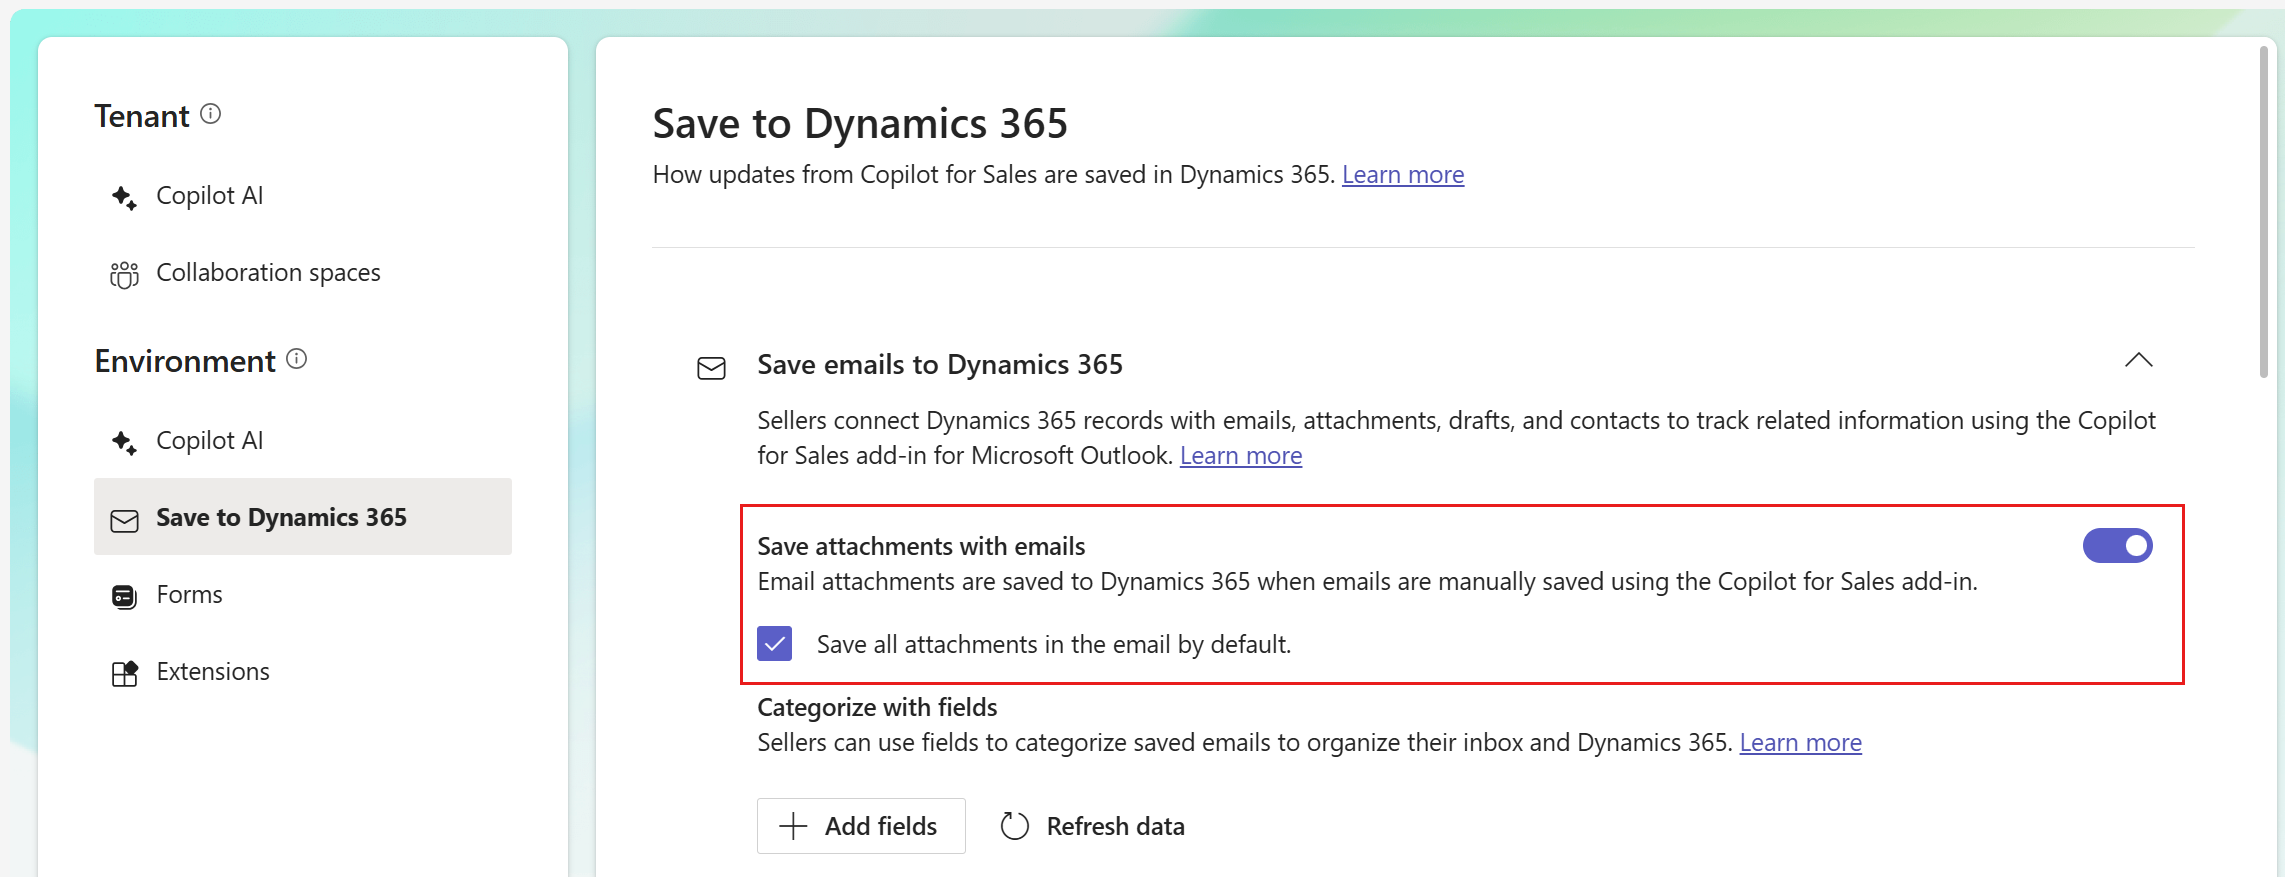 Tenant
Copilot AI
Collaboration spaces
Environment
Copilot AI
Save to Dynamics 365
Forms
Extensions
Save to Dynamics 365
How updates from Copilot for Sales are saved in Dynamics 365. Learn more
Save emails to Dynamics 365
Sellers connect Dynamics 365 records with emails, attachments, drafts, and contacts to track related information using the Copilot
for Sales add-in for Microsoft Outlook. Learn more
Save attachments with emails
Email attachments are saved to Dynamics 365 when emails are manually saved using the Copilot for Sales add-in.
Save all attachments in the email by default.
Categorize with fields
Sellers can use fields to categorize saved emails to organize their inbox and Dynamics 365. Learn more
Add fields
Refresh data